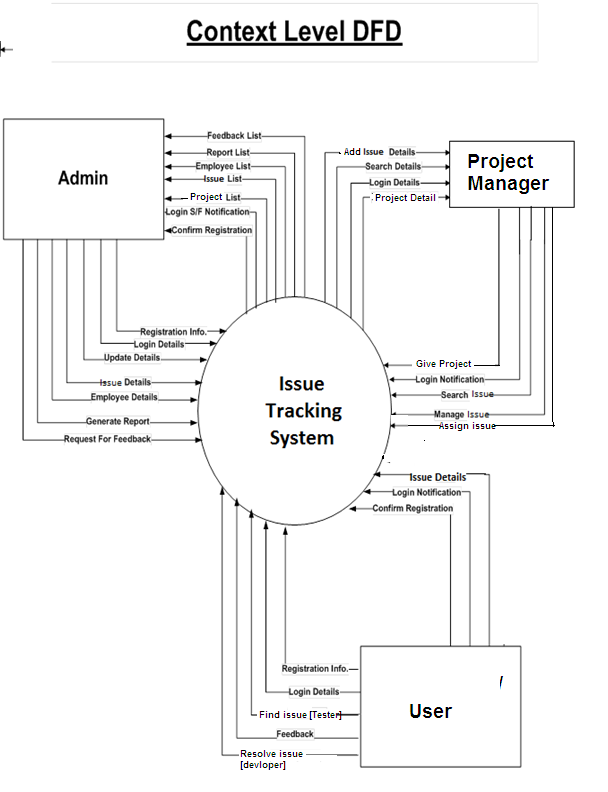 Context Level DFD
Admin
Feedback List
Report List
Employee List
Issue List
Project List
Login S/F Notification
Confirm Registration
Add Issue Details
Search Details
Login Details
Project Detail
Project
Manager
Registration Info.
Login Details
Update Details
Issue Details
Employee Details
Generate Report
Request For Feedback
Issue
Tracking
System
Give Project
Login Notification
Search Issue
Manage Issue
Assign issue
Issue Details
Login Notification
Confirm Registration
Registration Info.
Login Details
Find issue [Tester]
Feedback
Resolve issue
[devloper]
User